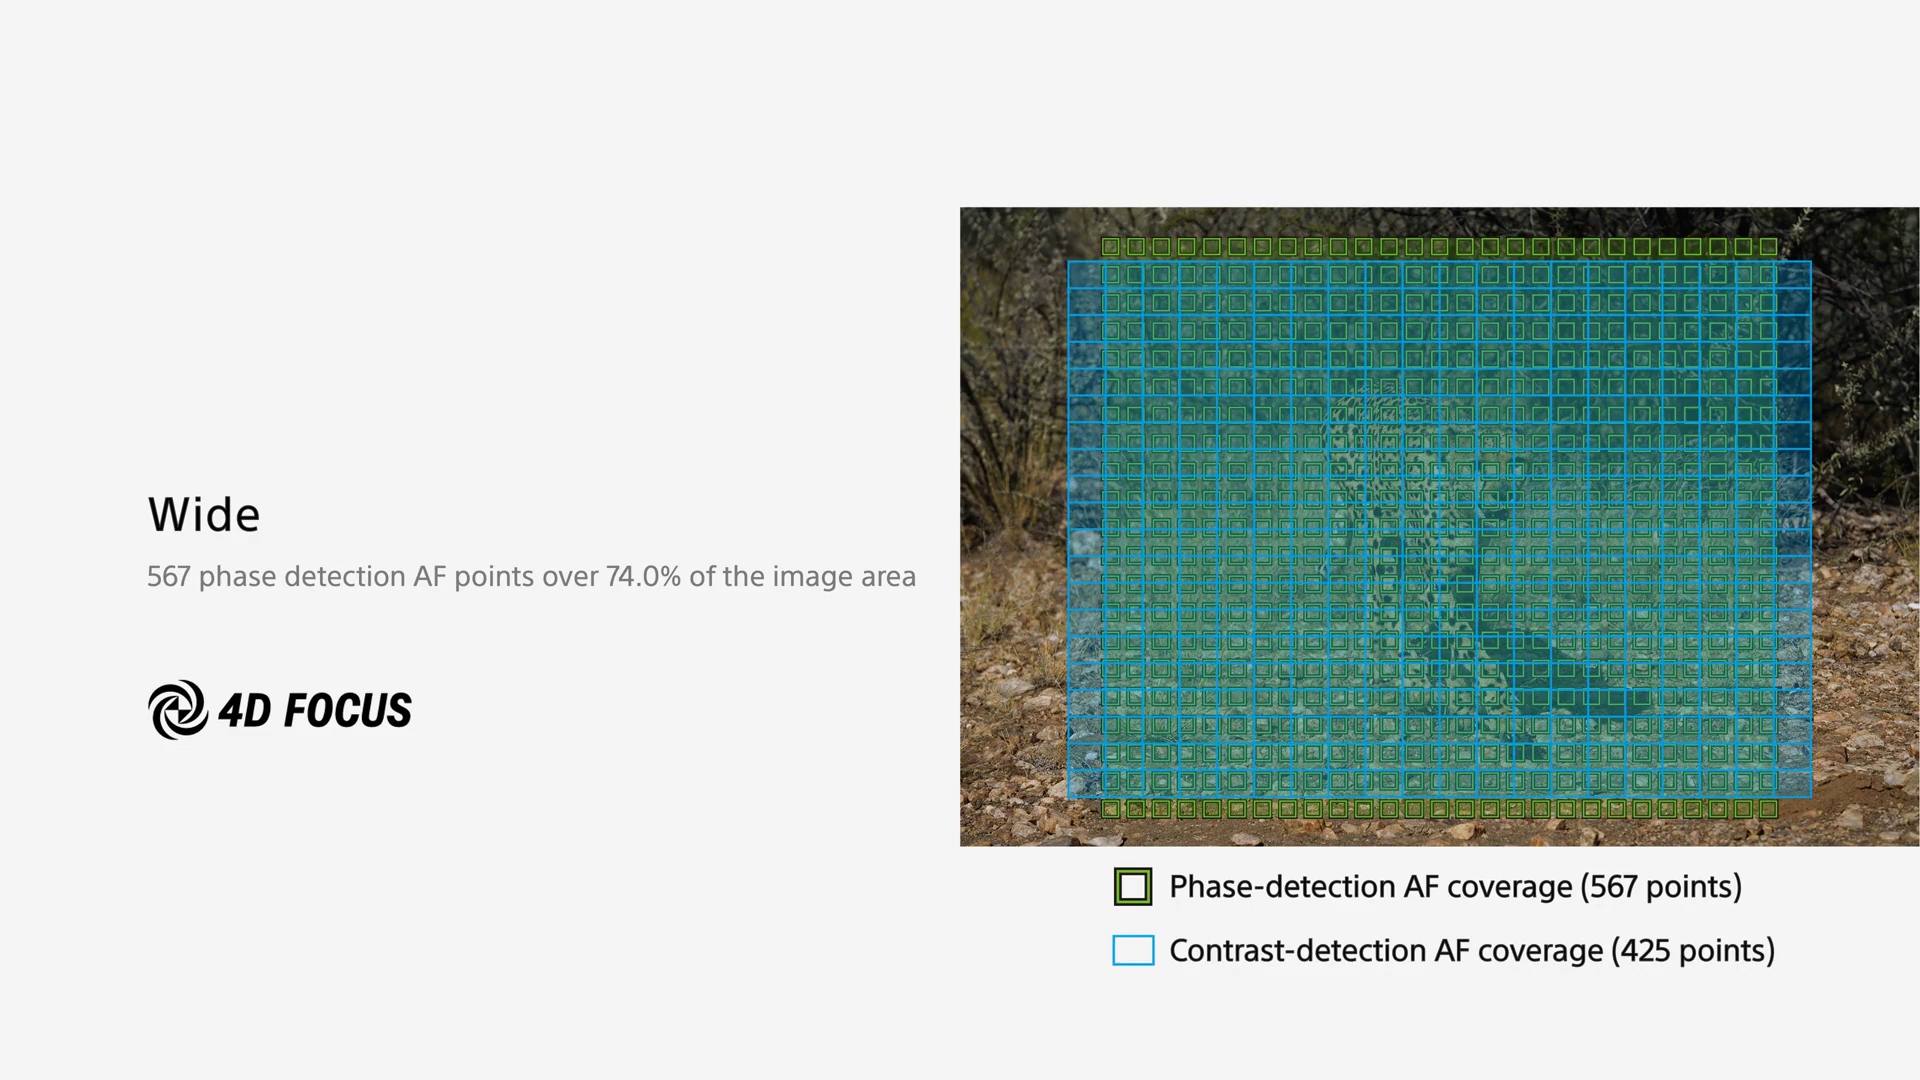 Wide
567 phase detection AF points over 74.0% of the image area
4D FOCUS
Phase-detection AF coverage (567 points)
Contrast-detection AF coverage (425 points)